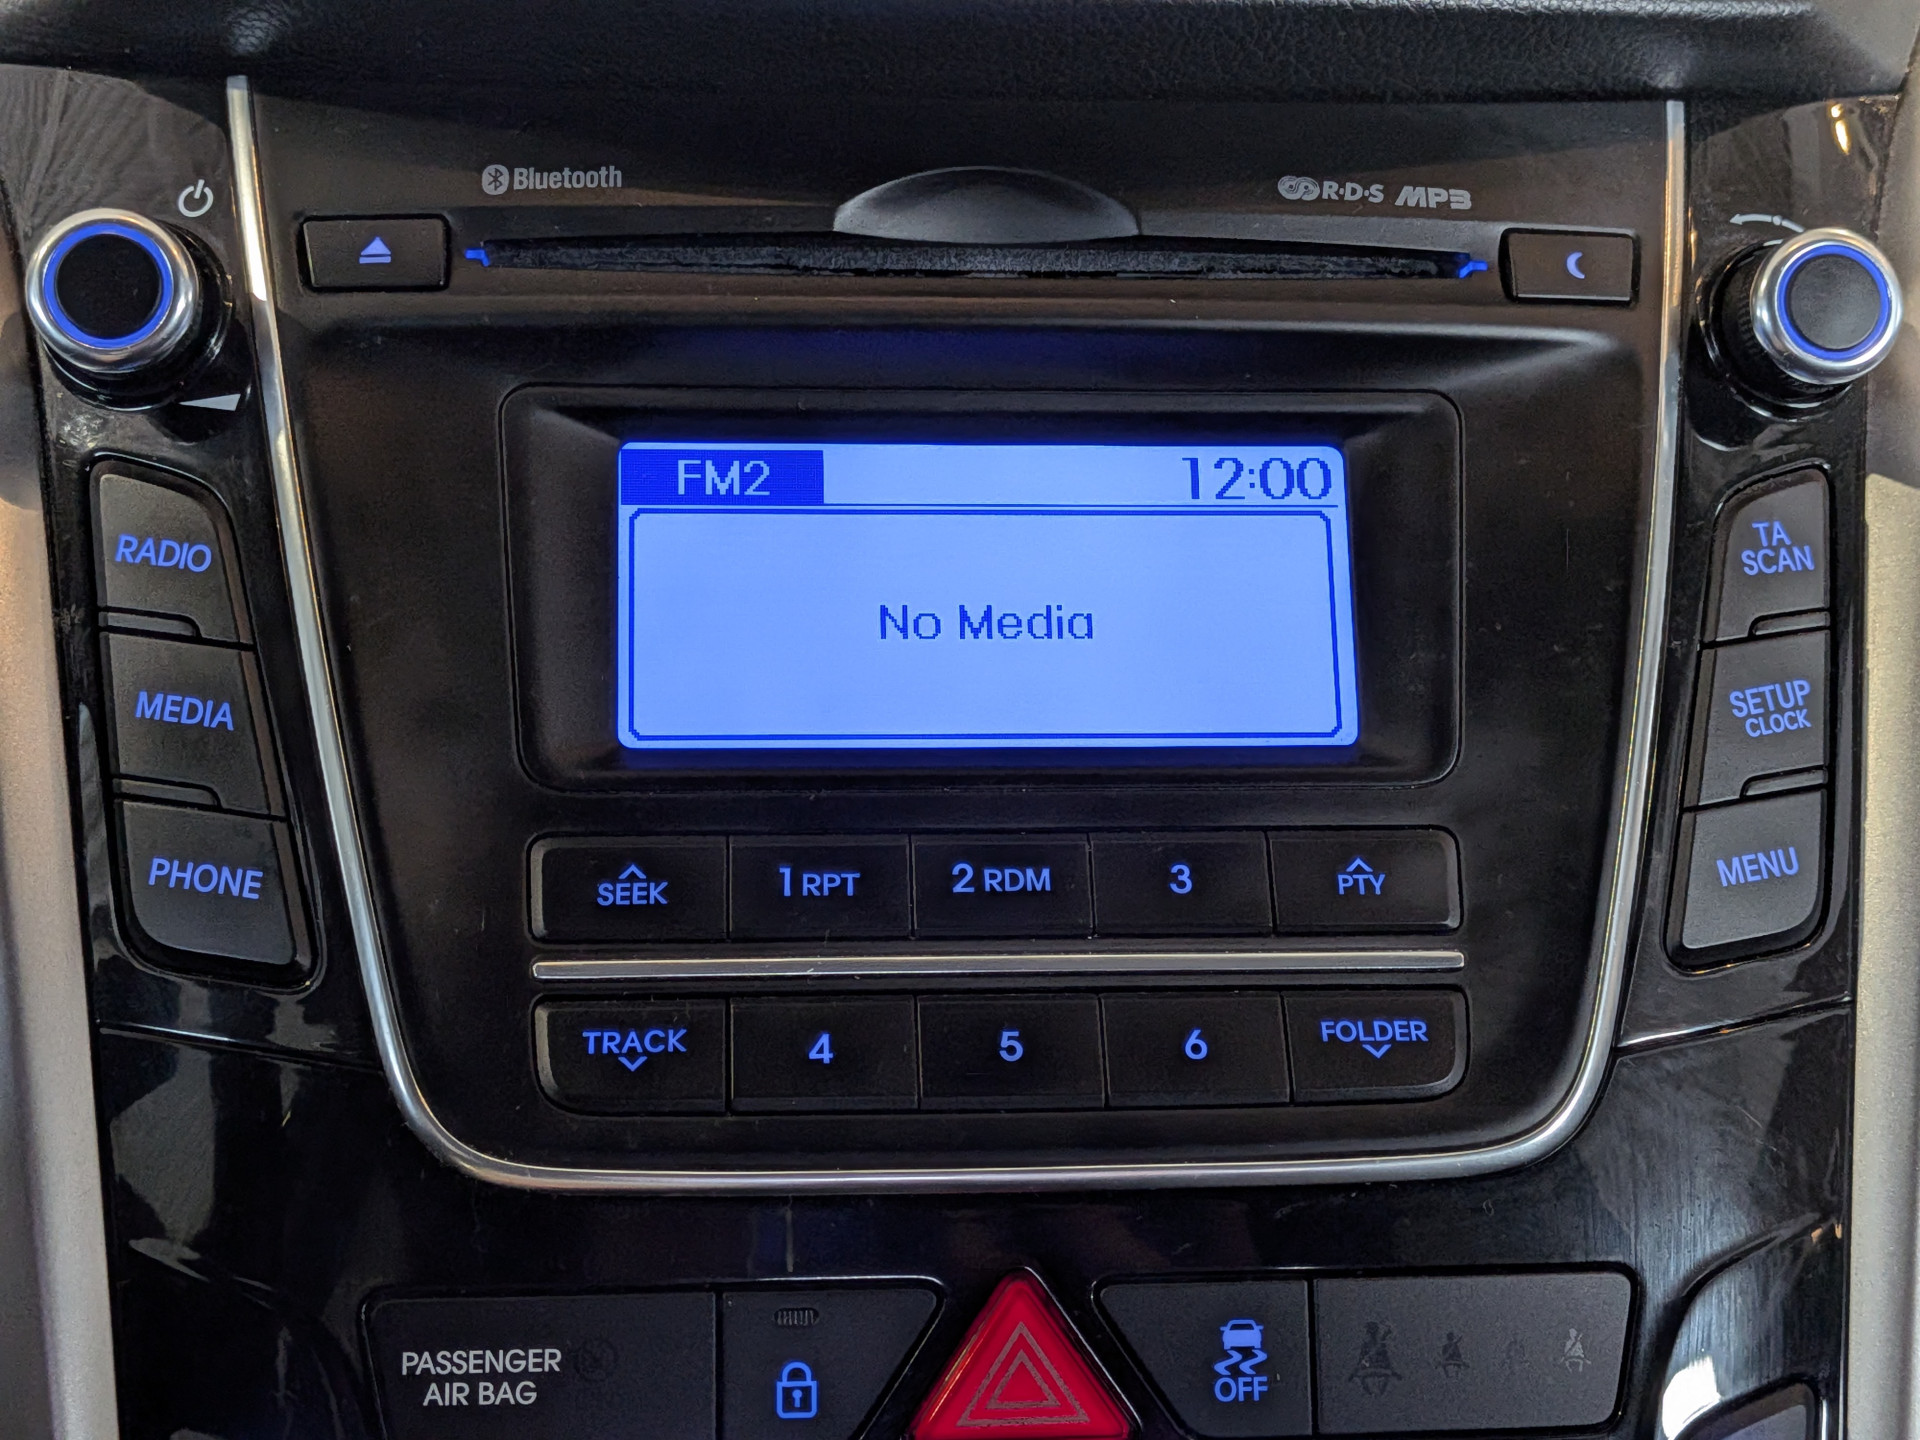 Bluetooth
R·D·S MP3
FM2 12:00
No Media
RADIO
MEDIA
PHONE
TA
SCAN
SETUP
CLOCK
MENU
SEEK 1 RPT 2 RDM 3 PTY
TRACK 4 5 6 FOLDER
PASSENGER
AIR BAG
OFF